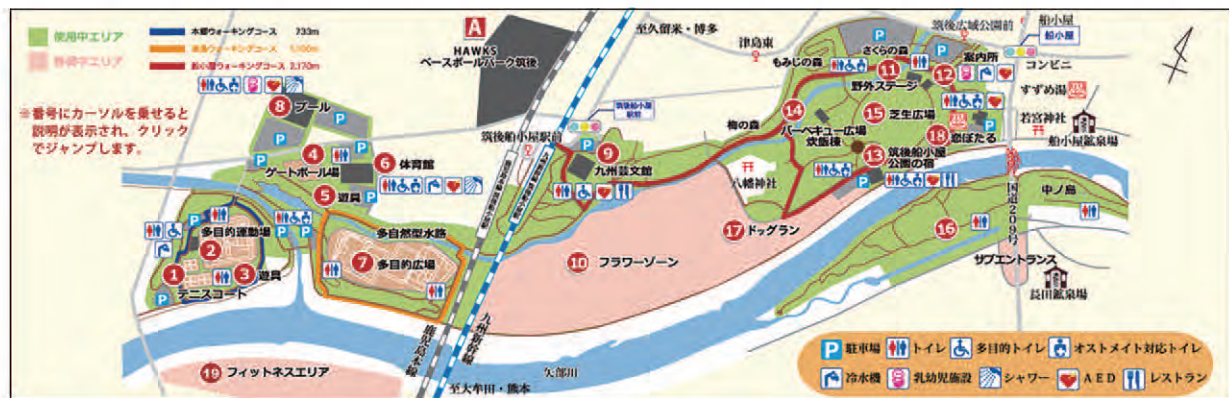 使用中エリア
本郷ウォーキングコース 733m
1,100m
船小屋ウォーキングコース 2,170m
※番号にカーソルを乗せると
説明が表示され、クリック
でジャンプします。
A
HAWKS
ベースボールパーク筑後
至久留米・博多
津島東
筑後広域公園前
船小屋
船小屋
コンビニ
すずめ湯
若宮神社
船小屋鉱泉場
もみじの森
さくらの森
11
野外ステージ
12
案内所
14
バーベキュー広場
炊飯棟
15
芝生広場
18
恋ぼたる
13
筑後船小屋
公園の宿
梅の森
八幡神社
17
ドッグラン
筑後船小屋駅前
筑後船小屋
駅前
9
九州芸文館
8
プール
4
ゲートボール場
6
体育館
5
遊具
多目的運動場
2
1
テニスコート
3
遊具
多自然型水路
7
多目的広場
10
フラワーゾーン
16
国道209号
中ノ島
サブエントランス
長田鉱泉場
19
フィットネスエリア
鹿児島本線
九州新幹線
至大牟田・熊本
矢部川
P 駐車場 トイレ 多目的トイレ オストメイト対応トイレ
冷水機 乳幼児施設 シャワー AED レストラン